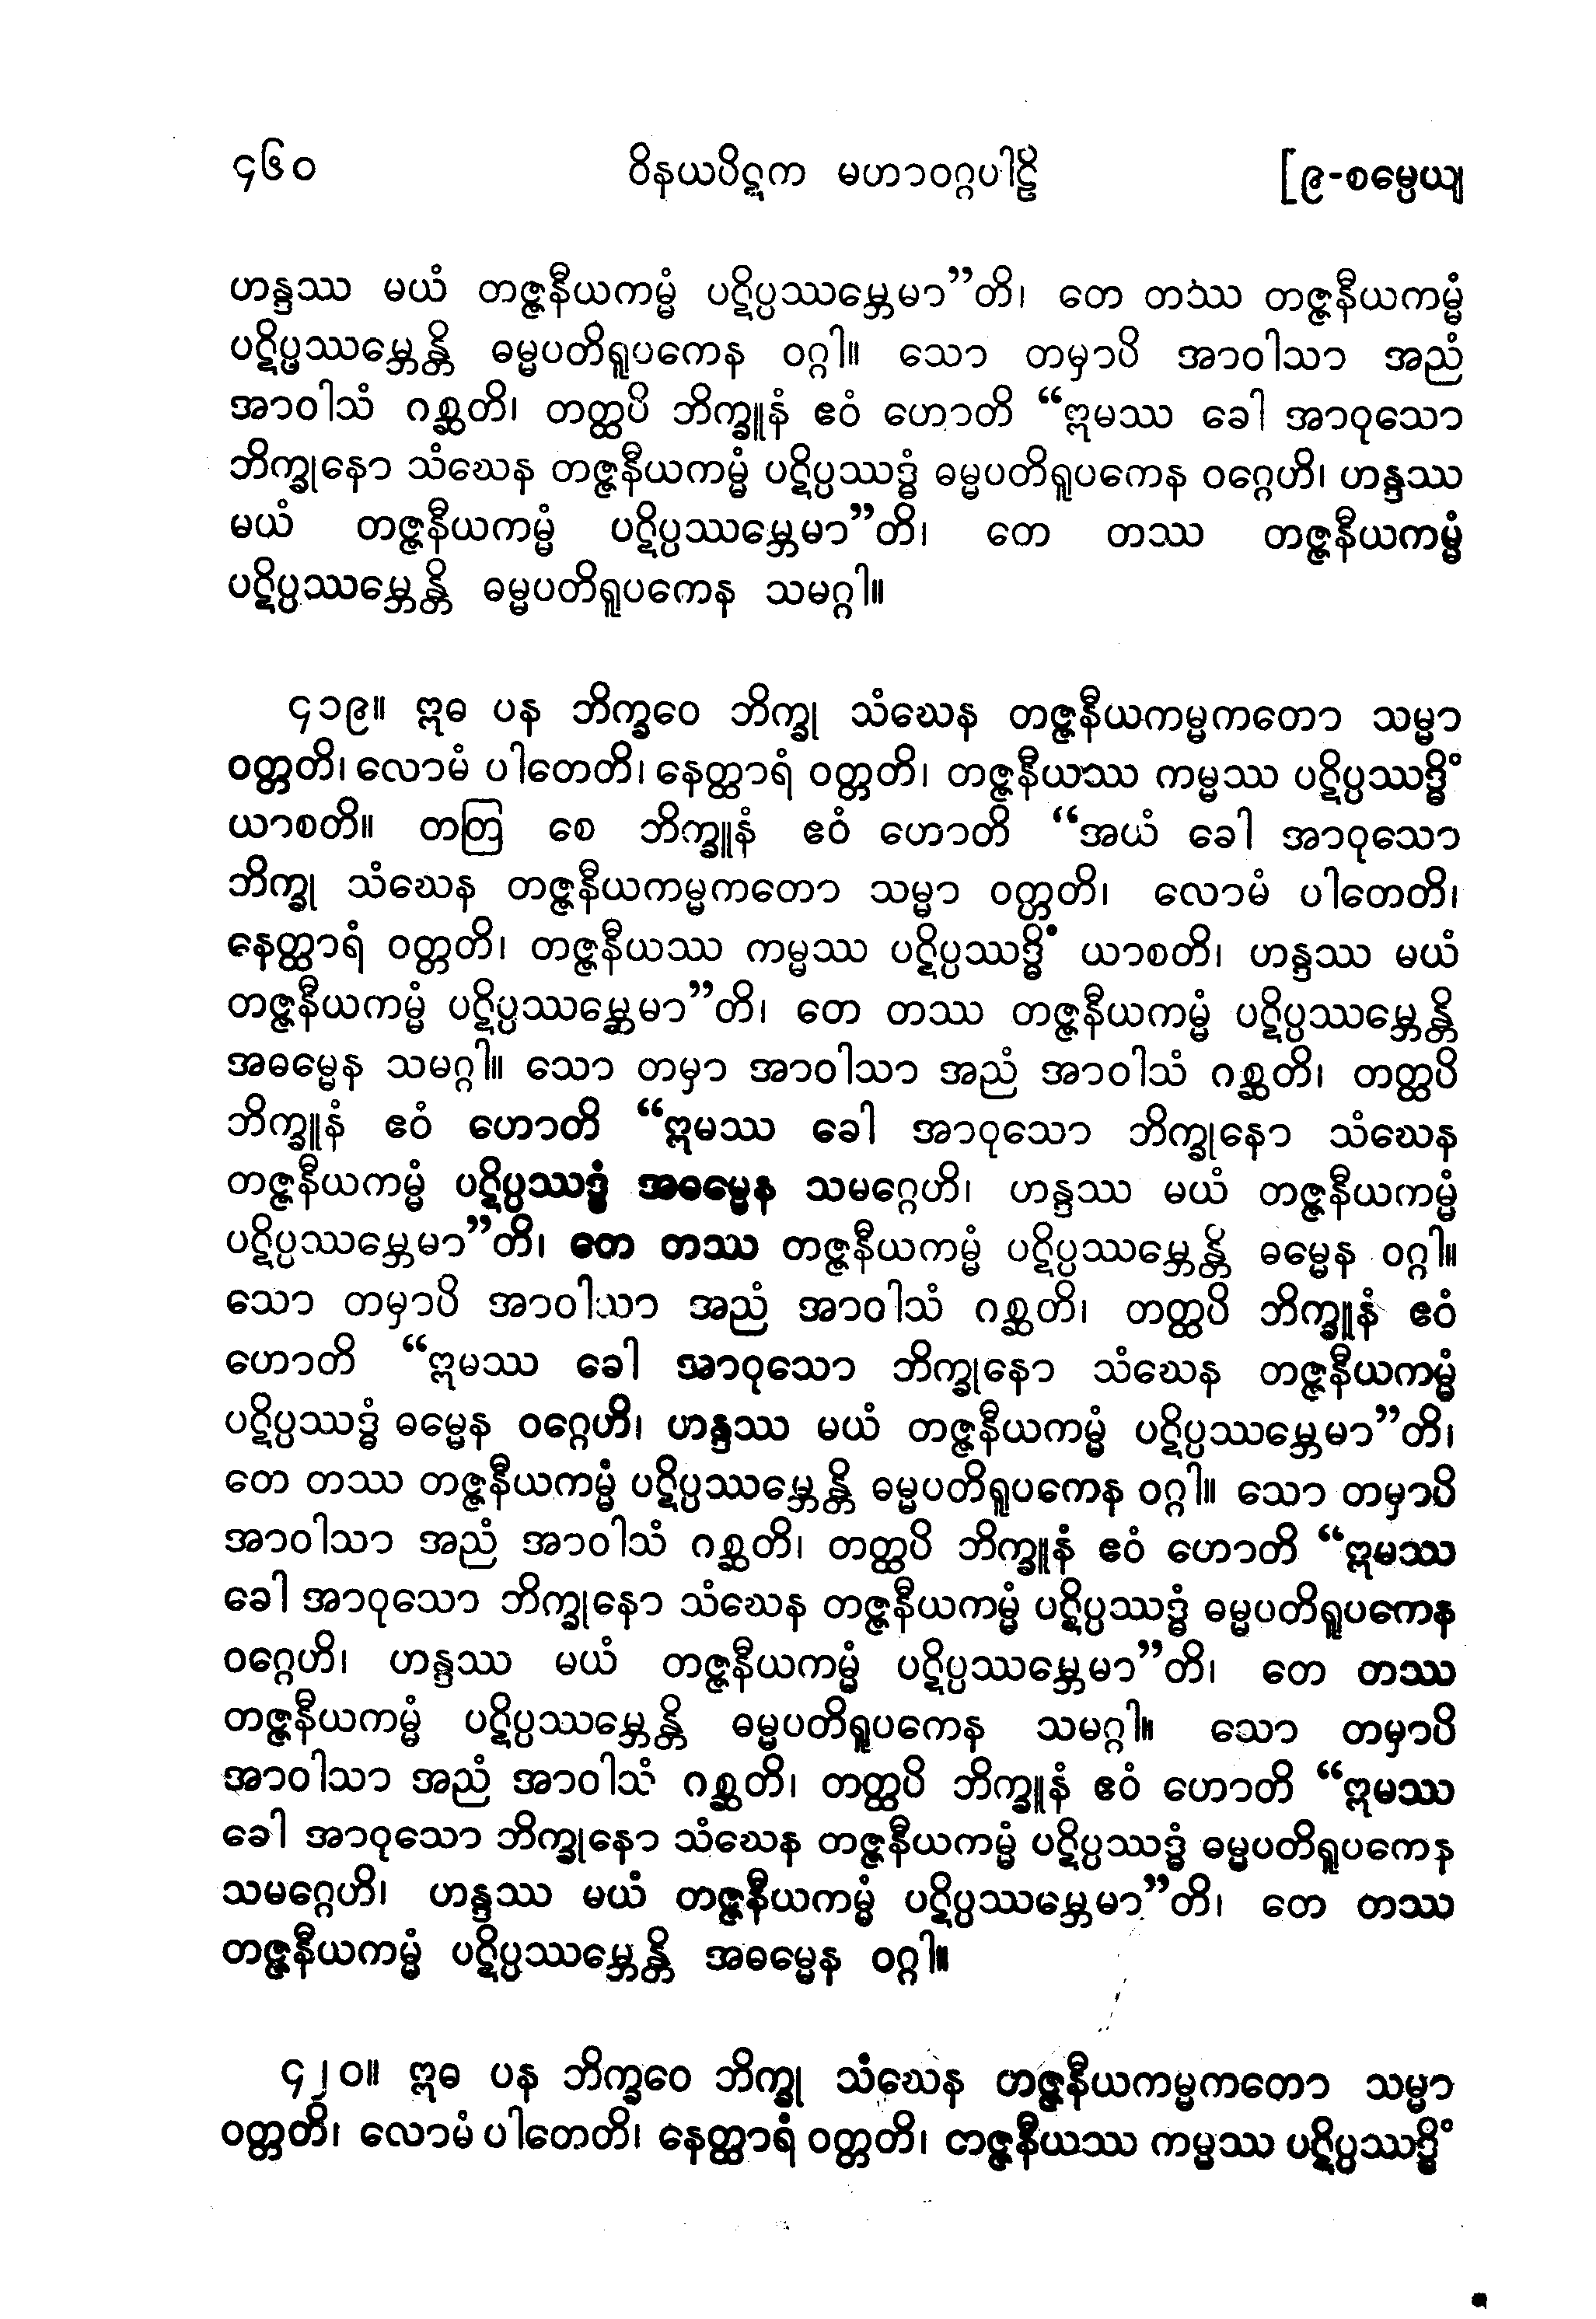 ၄၆၀ ဝိနယပိဋက မဟာဝဂ္ဂပါဠိ [၉-စမ္ပေယျ
ဟန္ဒဿ မယံ တဇ္ဇနီယကမ္မံ ပဋိပ္ပဿမ္ဘေမာ”တိ၊ တေ တဿ တဇ္ဇနီယကမ္မံ
ပဋိပ္ပဿမ္ဘေန္တိ ဓမ္မပတိရူပကေန ဝဂ္ဂါ။ သော တမှာပိ အာဝါသာ အညံ
အာဝါသံ ဂစ္ဆတိ၊ တတ္ထပိ ဘိက္ခူနံ ဧဝံ ဟောတိ “ဣမဿ ခေါ အာဝုသော
ဘိက္ခုနော သံဃေန တဇ္ဇနီယကမ္မံ ပဋိပ္ပဿဒ္ဓံ ဓမ္မပတိရူပကေန ဝဂ္ဂေဟိ၊ ဟန္ဒဿ
မယံ တဇ္ဇနီယကမ္မံ ပဋိပ္ပဿမ္ဘေမာ”တိ၊ တေ တဿ တဇ္ဇနီယကမ္မံ
ပဋိပ္ပဿမ္ဘေန္တိ ဓမ္မပတိရူပကေန သမဂ္ဂါ။
၄၁၉။ ဣဓ ပန ဘိက္ခဝေ ဘိက္ခု သံဃေန တဇ္ဇနီယကမ္မကတော သမ္မာ
ဝတ္တတိ၊ လောမံ ပါတေတိ၊ နေတ္ထာရံ ဝတ္တတိ၊ တဇ္ဇနီယဿ ကမ္မဿ ပဋိပ္ပဿဒ္ဓိံ
ယာစတိ။ တတြ စေ ဘိက္ခူနံ ဧဝံ ဟောတိ “အယံ ခေါ အာဝုသော
ဘိက္ခု သံဃေန တဇ္ဇနီယကမ္မကတော သမ္မာ ဝတ္တတိ၊ လောမံ ပါတေတိ၊
နေတ္ထာရံ ဝတ္တတိ၊ တဇ္ဇနီယဿ ကမ္မဿ ပဋိပ္ပဿဒ္ဓိံ ယာစတိ၊ ဟန္ဒဿ မယံ
တဇ္ဇနီယကမ္မံ ပဋိပ္ပဿမ္ဘေမာ”တိ၊ တေ တဿ တဇ္ဇနီယကမ္မံ ပဋိပ္ပဿမ္ဘေန္တိ
အဓမ္မေန သမဂ္ဂါ။ သော တမှာ အာဝါသာ အညံ အာဝါသံ ဂစ္ဆတိ၊ တတ္ထပိ
ဘိက္ခူနံ ဧဝံ ဟောတိ “ဣမဿ ခေါ အာဝုသော ဘိက္ခုနော သံဃေန
တဇ္ဇနီယကမ္မံ ပဋိပ္ပဿဒ္ဓံ အဓမ္မေန သမဂ္ဂေဟိ၊ ဟန္ဒဿ မယံ တဇ္ဇနီယကမ္မံ
ပဋိပ္ပဿမ္ဘေမာ”တိ၊ တေ တဿ တဇ္ဇနီယကမ္မံ ပဋိပ္ပဿမ္ဘေန္တိ ဓမ္မေန ဝဂ္ဂါ။
သော တမှာပိ အာဝါသာ အညံ အာဝါသံ ဂစ္ဆတိ၊ တတ္ထပိ ဘိက္ခူနံ ဧဝံ
ဟောတိ “ဣမဿ ခေါ အာဝုသော ဘိက္ခုနော သံဃေန တဇ္ဇနီယကမ္မံ
ပဋိပ္ပဿဒ္ဓံ ဓမ္မေန ဝဂ္ဂေဟိ၊ ဟန္ဒဿ မယံ တဇ္ဇနီယကမ္မံ ပဋိပ္ပဿမ္ဘေမာ”တိ၊
တေ တဿ တဇ္ဇနီယကမ္မံ ပဋိပ္ပဿမ္ဘေန္တိ ဓမ္မပတိရူပကေန ဝဂ္ဂါ။ သော တမှာပိ
အာဝါသာ အညံ အာဝါသံ ဂစ္ဆတိ၊ တတ္ထပိ ဘိက္ခူနံ ဧဝံ ဟောတိ “ဣမဿ
ခေါ အာဝုသော ဘိက္ခုနော သံဃေန တဇ္ဇနီယကမ္မံ ပဋိပ္ပဿဒ္ဓံ ဓမ္မပတိရူပကေန
ဝဂ္ဂေဟိ၊ ဟန္ဒဿ မယံ တဇ္ဇနီယကမ္မံ ပဋိပ္ပဿမ္ဘေမာ”တိ၊ တေ တဿ
တဇ္ဇနီယကမ္မံ ပဋိပ္ပဿမ္ဘေန္တိ ဓမ္မပတိရူပကေန သမဂ္ဂါ။ သော တမှာပိ
အာဝါသာ အညံ အာဝါသံ ဂစ္ဆတိ၊ တတ္ထပိ ဘိက္ခူနံ ဧဝံ ဟောတိ “ဣမဿ
ခေါ အာဝုသော ဘိက္ခုနော သံဃေန တဇ္ဇနီယကမ္မံ ပဋိပ္ပဿဒ္ဓံ ဓမ္မပတိရူပကေန
သမဂ္ဂေဟိ၊ ဟန္ဒဿ မယံ တဇ္ဇနီယကမ္မံ ပဋိပ္ပဿမ္ဘေမာ”တိ၊ တေ တဿ
တဇ္ဇနီယကမ္မံ ပဋိပ္ပဿမ္ဘေန္တိ အဓမ္မေန ဝဂ္ဂါ။
၄၂၀။ ဣဓ ပန ဘိက္ခဝေ ဘိက္ခု သံဃေန တဇ္ဇနီယကမ္မကတော သမ္မာ
ဝတ္တတိ၊ လောမံ ပါတေတိ၊ နေတ္ထာရံ ဝတ္တတိ၊ တဇ္ဇနီယဿ ကမ္မဿ ပဋိပ္ပဿဒ္ဓိံ